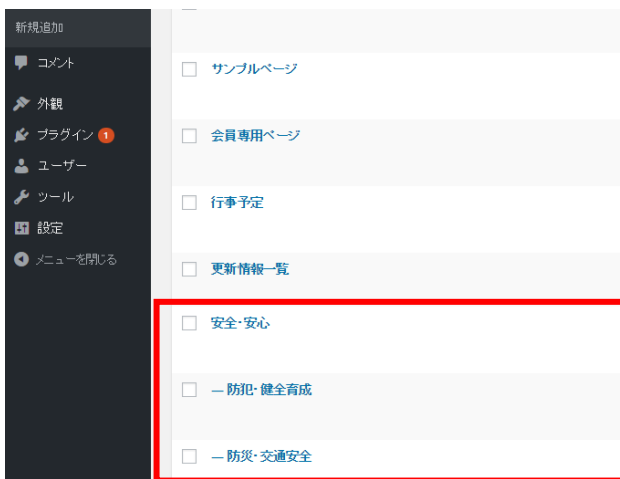 新規追加
コメント
外観
プラグイン 1
ユーザー
ツール
設定
メニューを閉じる
サンプルページ
会員専用ページ
行事予定
更新情報一覧
安全・安心
— 防犯・健全育成
— 防災・交通安全